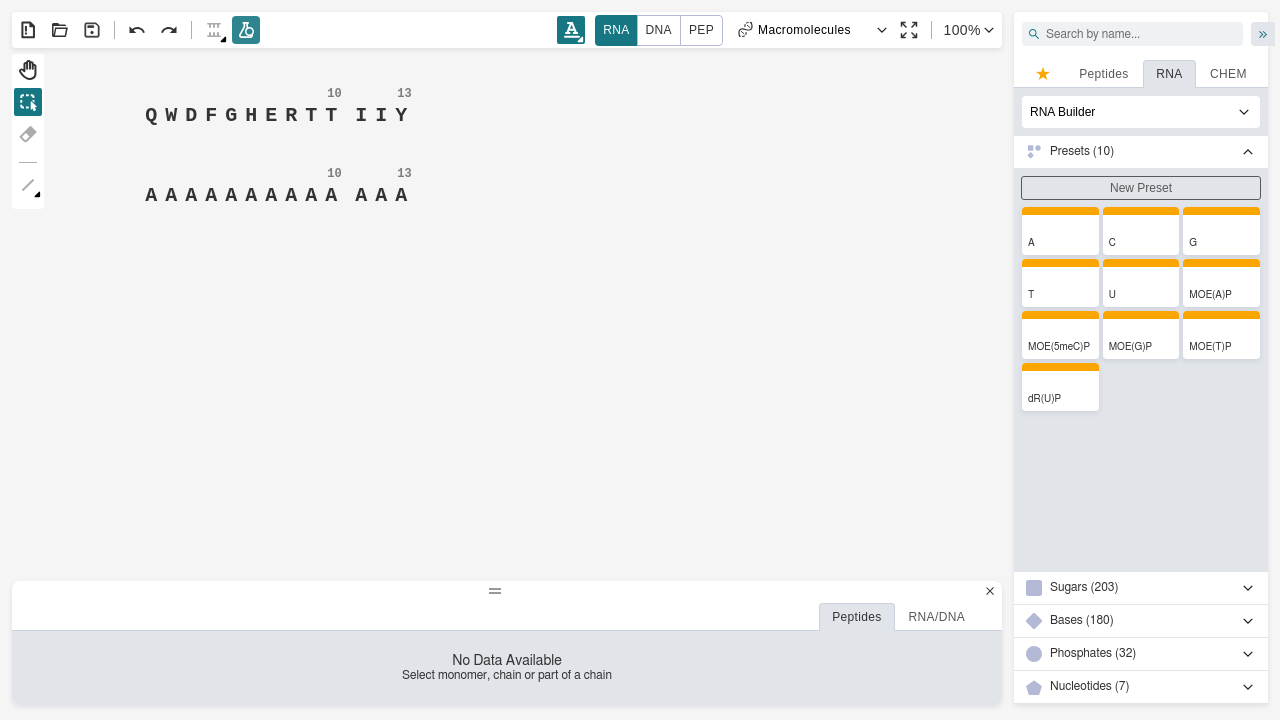 A RNA DNA PEP Macromolecules 100%
10 13
QWDFGHERTT IIY
10 13
AAAAAAAAAA AAA
No Data Available
Select monomer, chain or part of a chain
Peptides RNA/DNA
Search by name...
★ Peptides RNA CHEM
RNA Builder
Presets (10)
New Preset
A C G
T U MOE(A)P
MOE(5meC)P MOE(G)P MOE(T)P
dR(U)P
Sugars (203)
Bases (180)
Phosphates (32)
Nucleotides (7)